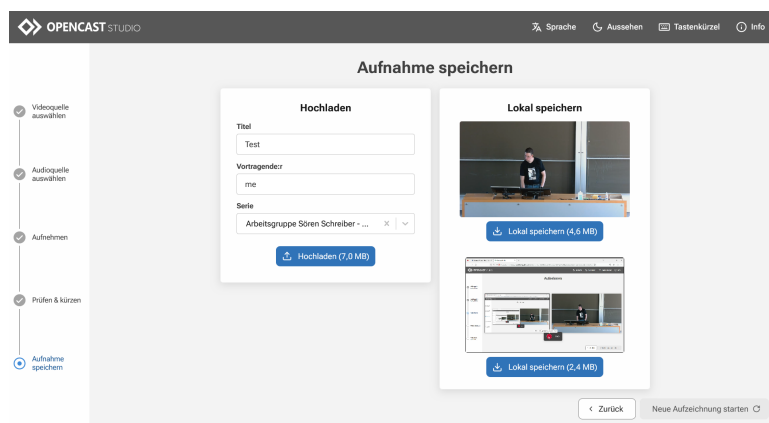 OPENCAST STUDIO
Sprache
Aussehen
Tastenkürzel
Info
Aufnahme speichern
Videoquelle
auswählen
Audioquelle
auswählen
Aufnehmen
Prüfen & kürzen
Aufnahme
speichern
Hochladen
Titel
Test
Vortragende:r
me
Serie
Arbeitsgruppe Sören Schreiber - ...
Hochladen (7,0 MB)
Lokal speichern
Lokal speichern (4,6 MB)
Lokal speichern (2,4 MB)
Zurück
Neue Aufzeichnung starten